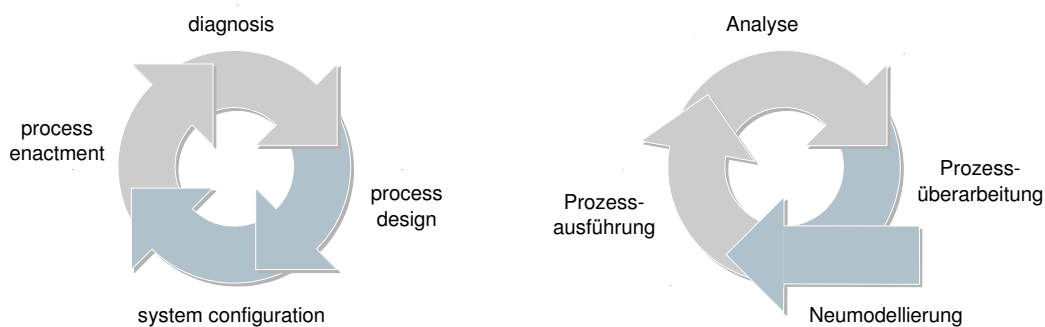 diagnosis
process
enactment
process
design
system configuration
Analyse
Prozess-
überarbeitung
Prozess-
ausführung
Neumodellierung